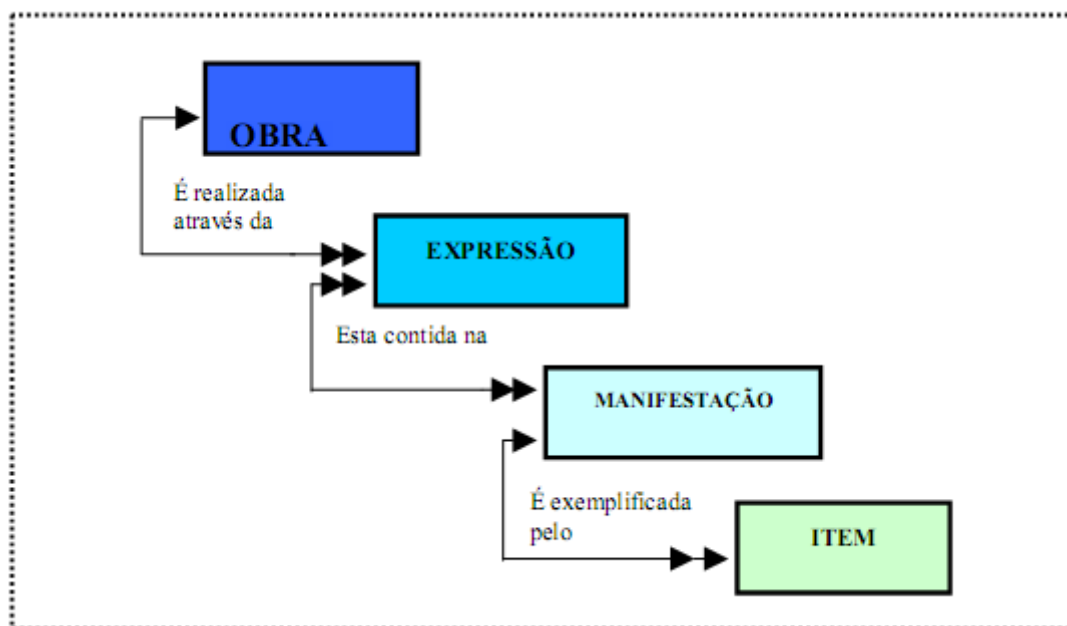 OBRA
É realizada
através da
EXPRESSÃO
Esta contida na
MANIFESTAÇÃO
É exemplificada
pelo
ITEM